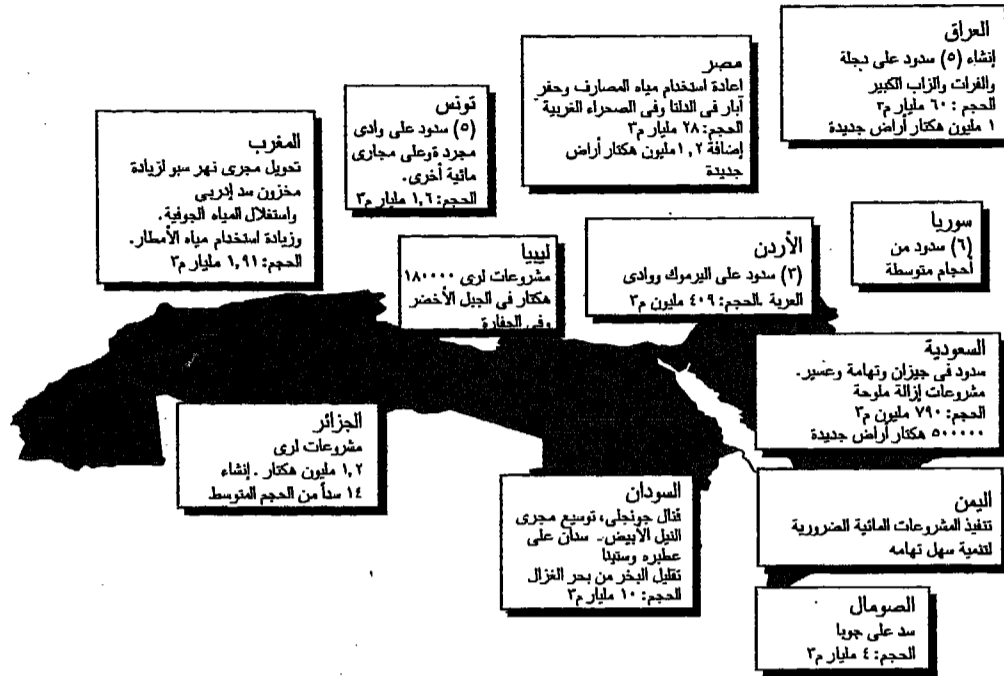 العراق
إنشاء (٥) سدود على دجلة
والفرات والزاب الكبير
الحجم : ٦٠ مليار م٣
١ مليون هكتار أراض جديدة
مصر
اعادة استخدام مياه المصارف وحفر
آبار فى الدلتا وفى الصحراء الغربية
الحجم: ٢٨ مليار م٣
إضافة ١,٢ مليون هكتار أراض
جديدة
تونس
(٥) سدود على وادى
مجرد ةوعلى مجارى
مائية أخرى.
الحجم: ١,٦ مليار م٣
المغرب
تحويل مجرى نهر سبو لزيادة
مخزون سد إدربى
واستغلال المياه الجوفية.
وزيادة استخدام مياه الأمطار.
الحجم: ١,٩١ مليار م٣
سوريا
(٦) سدود من
أحجام متوسطة
الأردن
(٣) سدود على اليرموك ووادى
العربة .الحجم: ٤٠٩ مليون م٣
ليبيا
مشروعات لرى ١٨٠٠٠٠
هكتار فى الجبل الأخضر
وفى الجفارة
السعودية
سدود فى جيزان وتهامة وعسير.
مشروعات إزالة ملوحة
الحجم: ٧٩٠ مليون م٣
٥٠٠٠٠٠ هكتار أراض جديدة
الجزائر
مشروعات لرى
١,٢ مليون هكتار . إنشاء
١٤ سداً من الحجم المتوسط
السودان
قنال جونجلى، توسيع مجرى
النيل الأبيض.. سدان على
عطبره وستيتا
تقليل البخر من بحر الغزال
الحجم: ١٠ مليار م٣
اليمن
تنفيذ المشروعات المائية الضرورية
لتنمية سهل تهامه
الصومال
سد على جوبا
الحجم: ٤ مليار م٣